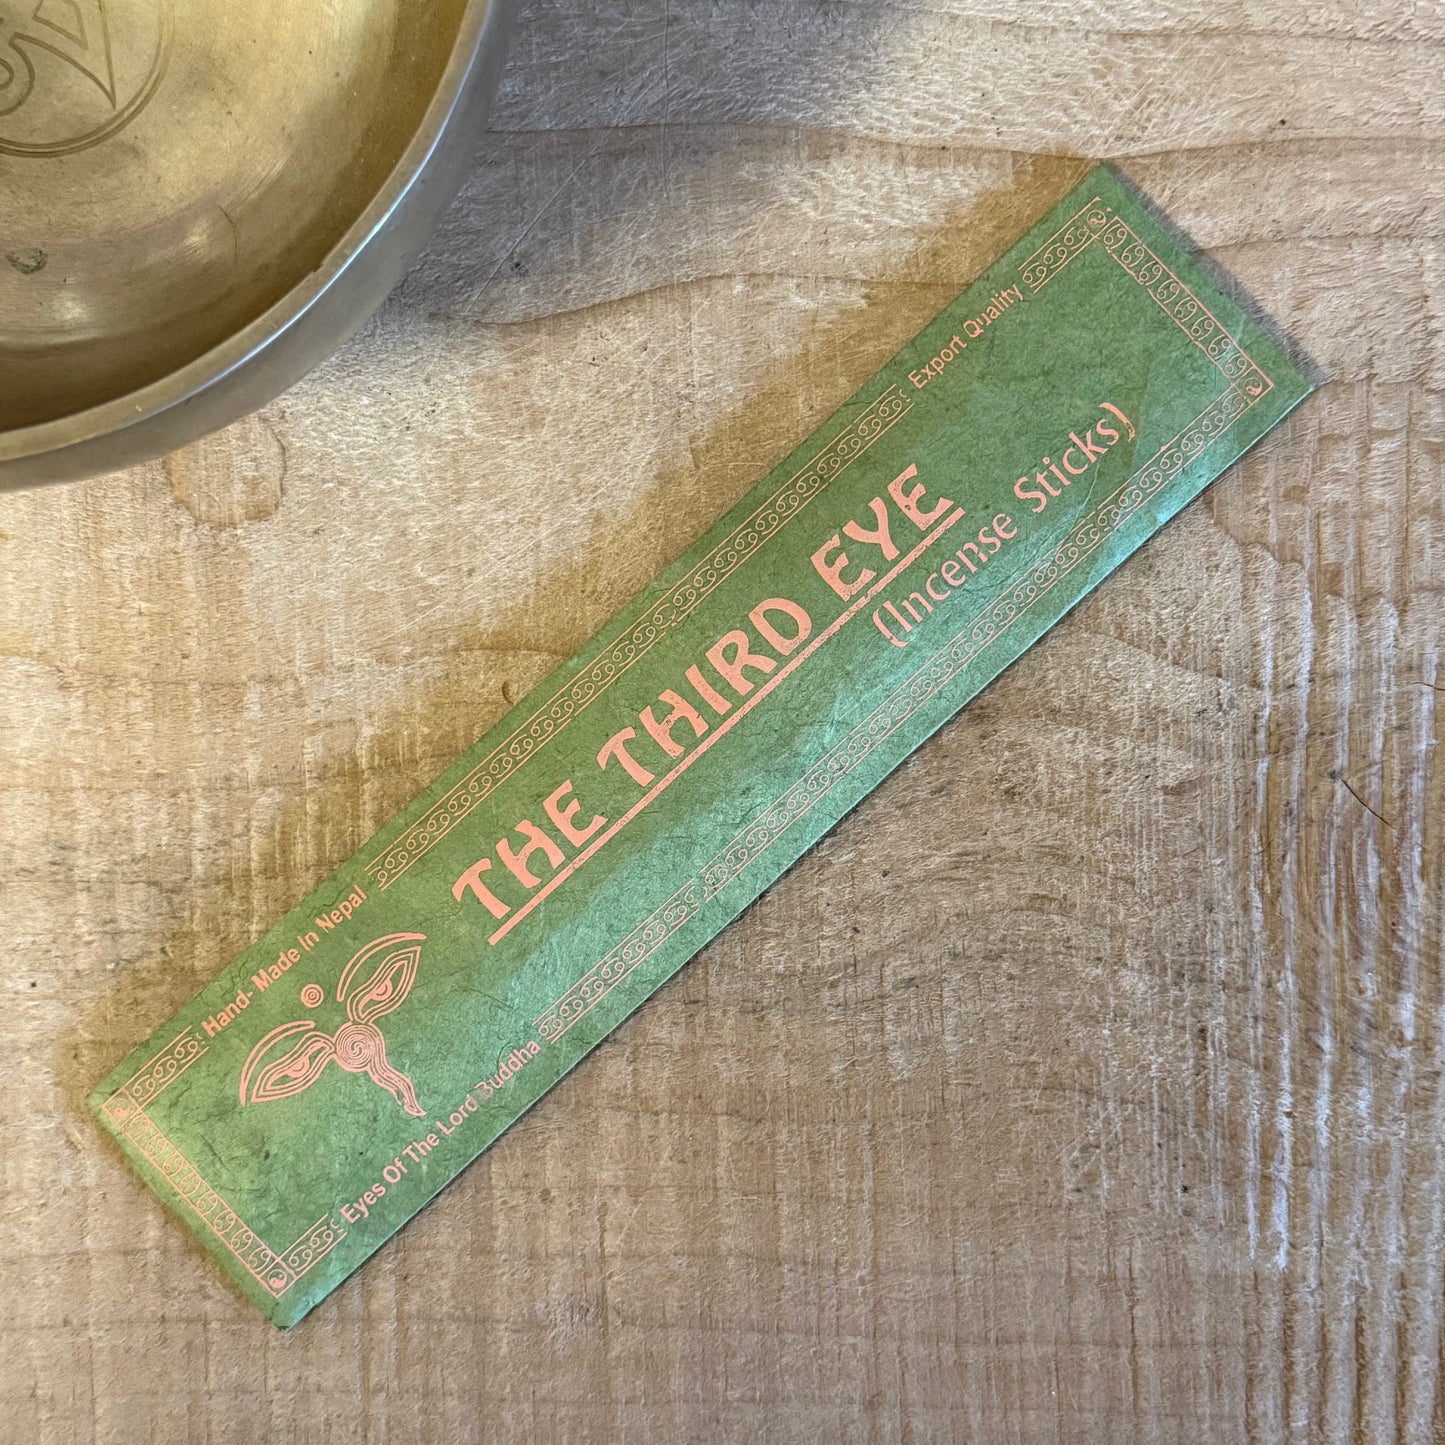 Hand- Made In Nepal
Export Quality
THE THIRD EYE
(Incense Sticks)
Eyes Of The Lord Buddha